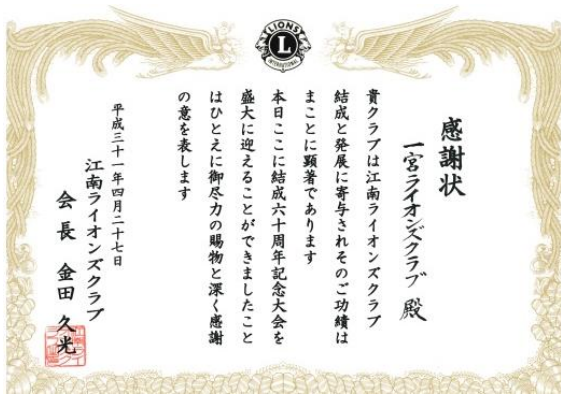 LIONS
L
INTERNATIONAL
感謝状
一宮ライオンズクラブ 殿
貴クラブは江南ライオンズクラブ
結成と発展に寄与されそのご功績は
まことに顕著であります
本日ここに結成六十周年記念大会を
盛大に迎えることができましたこと
はひとえに御尽力の賜物と深く感謝
の意を表します
平成三十一年四月二十七日
江南ライオンズクラブ
会長 金田 久光